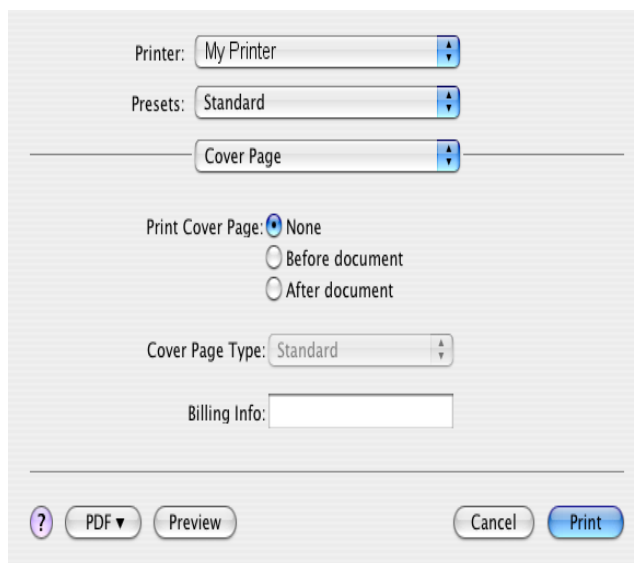 Printer: My Printer
Presets: Standard
Cover Page
Print Cover Page: None
Before document
After document
Cover Page Type: Standard
Billing Info:
? PDF ▼ Preview Cancel Print